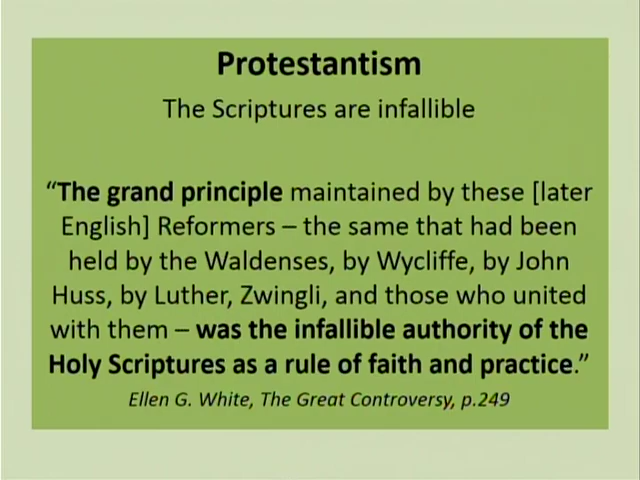 Protestantism
The Scriptures are infallible
“The grand principle maintained by these [later
English] Reformers – the same that had been
held by the Waldenses, by Wycliffe, by John
Huss, by Luther, Zwingli, and those who united
with them – was the infallible authority of the
Holy Scriptures as a rule of faith and practice.”
Ellen G. White, The Great Controversy, p.249